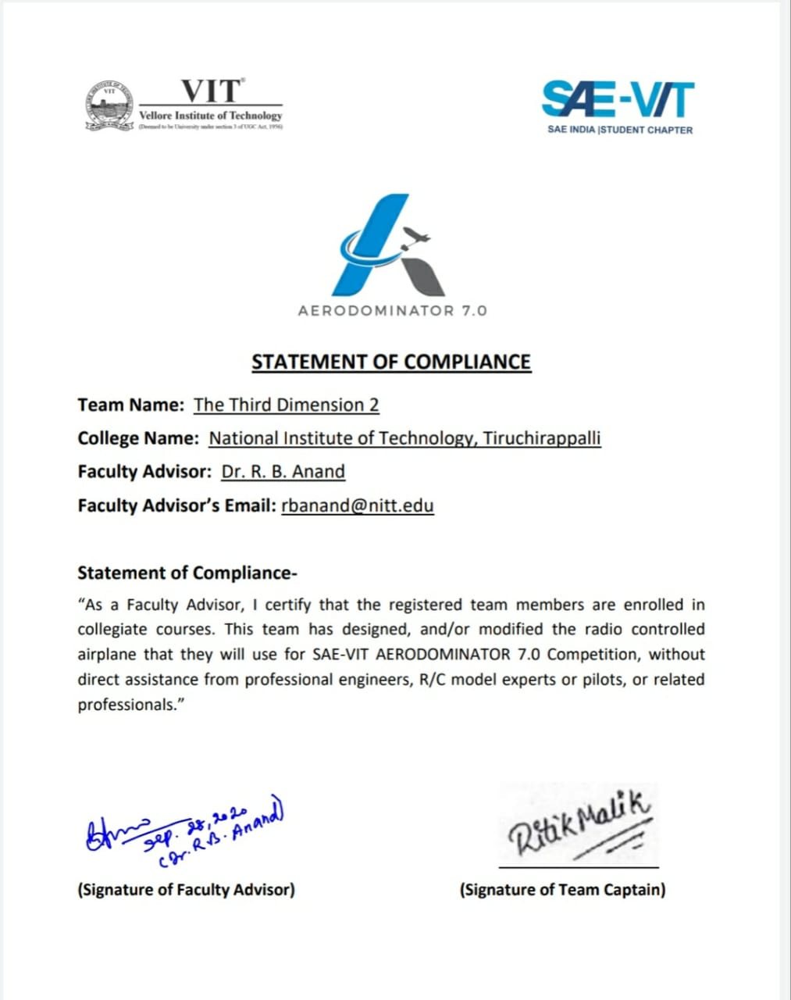 VIT®
Vellore Institute of Technology
(Deemed to be University under section 3 of UGC Act, 1956)
SAE-VIT
SAE INDIA |STUDENT CHAPTER
AERODOMINATOR 7.0
STATEMENT OF COMPLIANCE
Team Name: The Third Dimension 2
College Name: National Institute of Technology, Tiruchirappalli
Faculty Advisor: Dr. R. B. Anand
Faculty Advisor’s Email: rbanand@nitt.edu
Statement of Compliance-
“As a Faculty Advisor, I certify that the registered team members are enrolled in
collegiate courses. This team has designed, and/or modified the radio controlled
airplane that they will use for SAE-VIT AERODOMINATOR 7.0 Competition, without
direct assistance from professional engineers, R/C model experts or pilots, or related
professionals.”
Sep. 28, 2020
(Dr. R.B. Anand)
Ritik Malik
(Signature of Faculty Advisor)
(Signature of Team Captain)